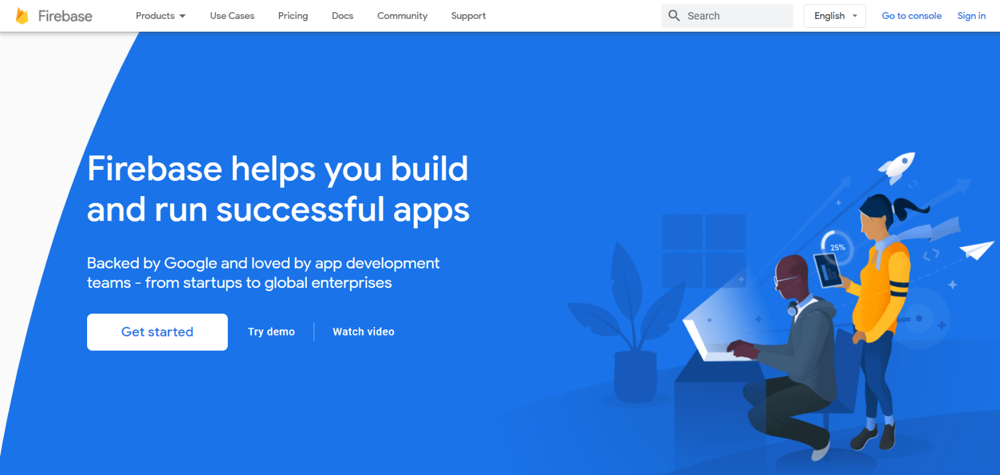 Firebase
Products
Use Cases
Pricing
Docs
Community
Support
Search
English
Go to console
Sign in
Firebase helps you build
and run successful apps
Backed by Google and loved by app development
teams - from startups to global enterprises
Get started
Try demo
Watch video
25%